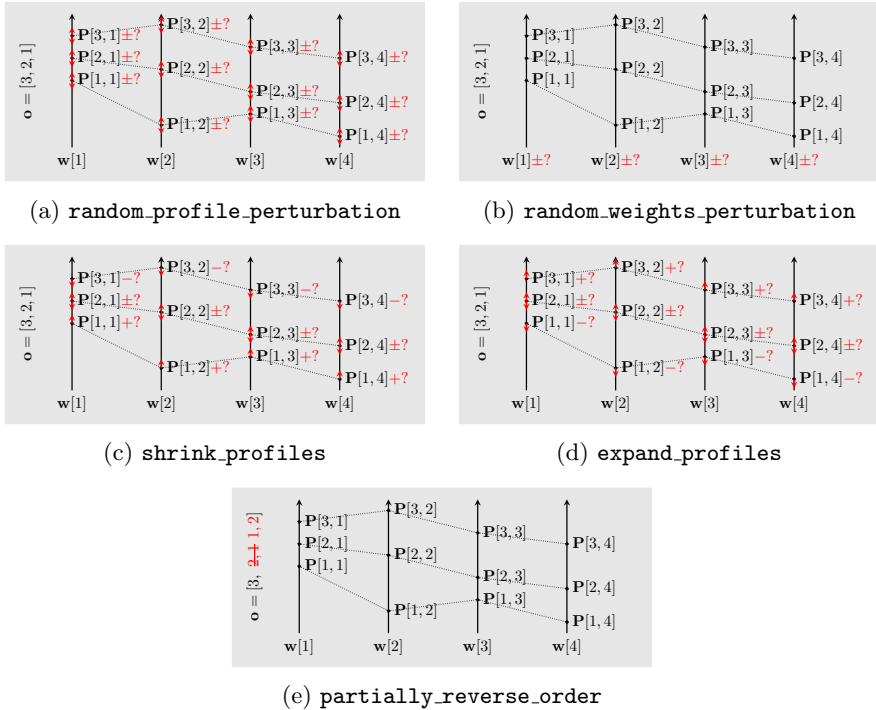 o = [3, 2, 1]
P[3, 1]±? P[3, 2]±? P[3, 3]±? P[3, 4]±?
P[2, 1]±? P[2, 2]±? P[2, 3]±? P[2, 4]±?
P[1, 1]±? P[1, 2]±? P[1, 3]±? P[1, 4]±?
w[1] w[2] w[3] w[4]
(a) random_profile_perturbation
o = [3, 2, 1]
P[3, 1] P[3, 2] P[3, 3] P[3, 4]
P[2, 1] P[2, 2] P[2, 3] P[2, 4]
P[1, 1] P[1, 2] P[1, 3] P[1, 4]
w[1]±? w[2]±? w[3]±? w[4]±?
(b) random_weights_perturbation
o = [3, 2, 1]
P[3, 1]−? P[3, 2]−? P[3, 3]−? P[3, 4]−?
P[2, 1]±? P[2, 2]±? P[2, 3]±? P[2, 4]±?
P[1, 1]+? P[1, 2]+? P[1, 3]+? P[1, 4]+?
w[1] w[2] w[3] w[4]
(c) shrink_profiles
o = [3, 2, 1]
P[3, 1]+? P[3, 2]+? P[3, 3]+? P[3, 4]+?
P[2, 1]±? P[2, 2]±? P[2, 3]±? P[2, 4]±?
P[1, 1]−? P[1, 2]−? P[1, 3]−? P[1, 4]−?
w[1] w[2] w[3] w[4]
(d) expand_profiles
o = [3, 2, 1 1, 2]
P[3, 1] P[3, 2] P[3, 3] P[3, 4]
P[2, 1] P[2, 2] P[2, 3] P[2, 4]
P[1, 1] P[1, 2] P[1, 3] P[1, 4]
w[1] w[2] w[3] w[4]
(e) partially_reverse_order